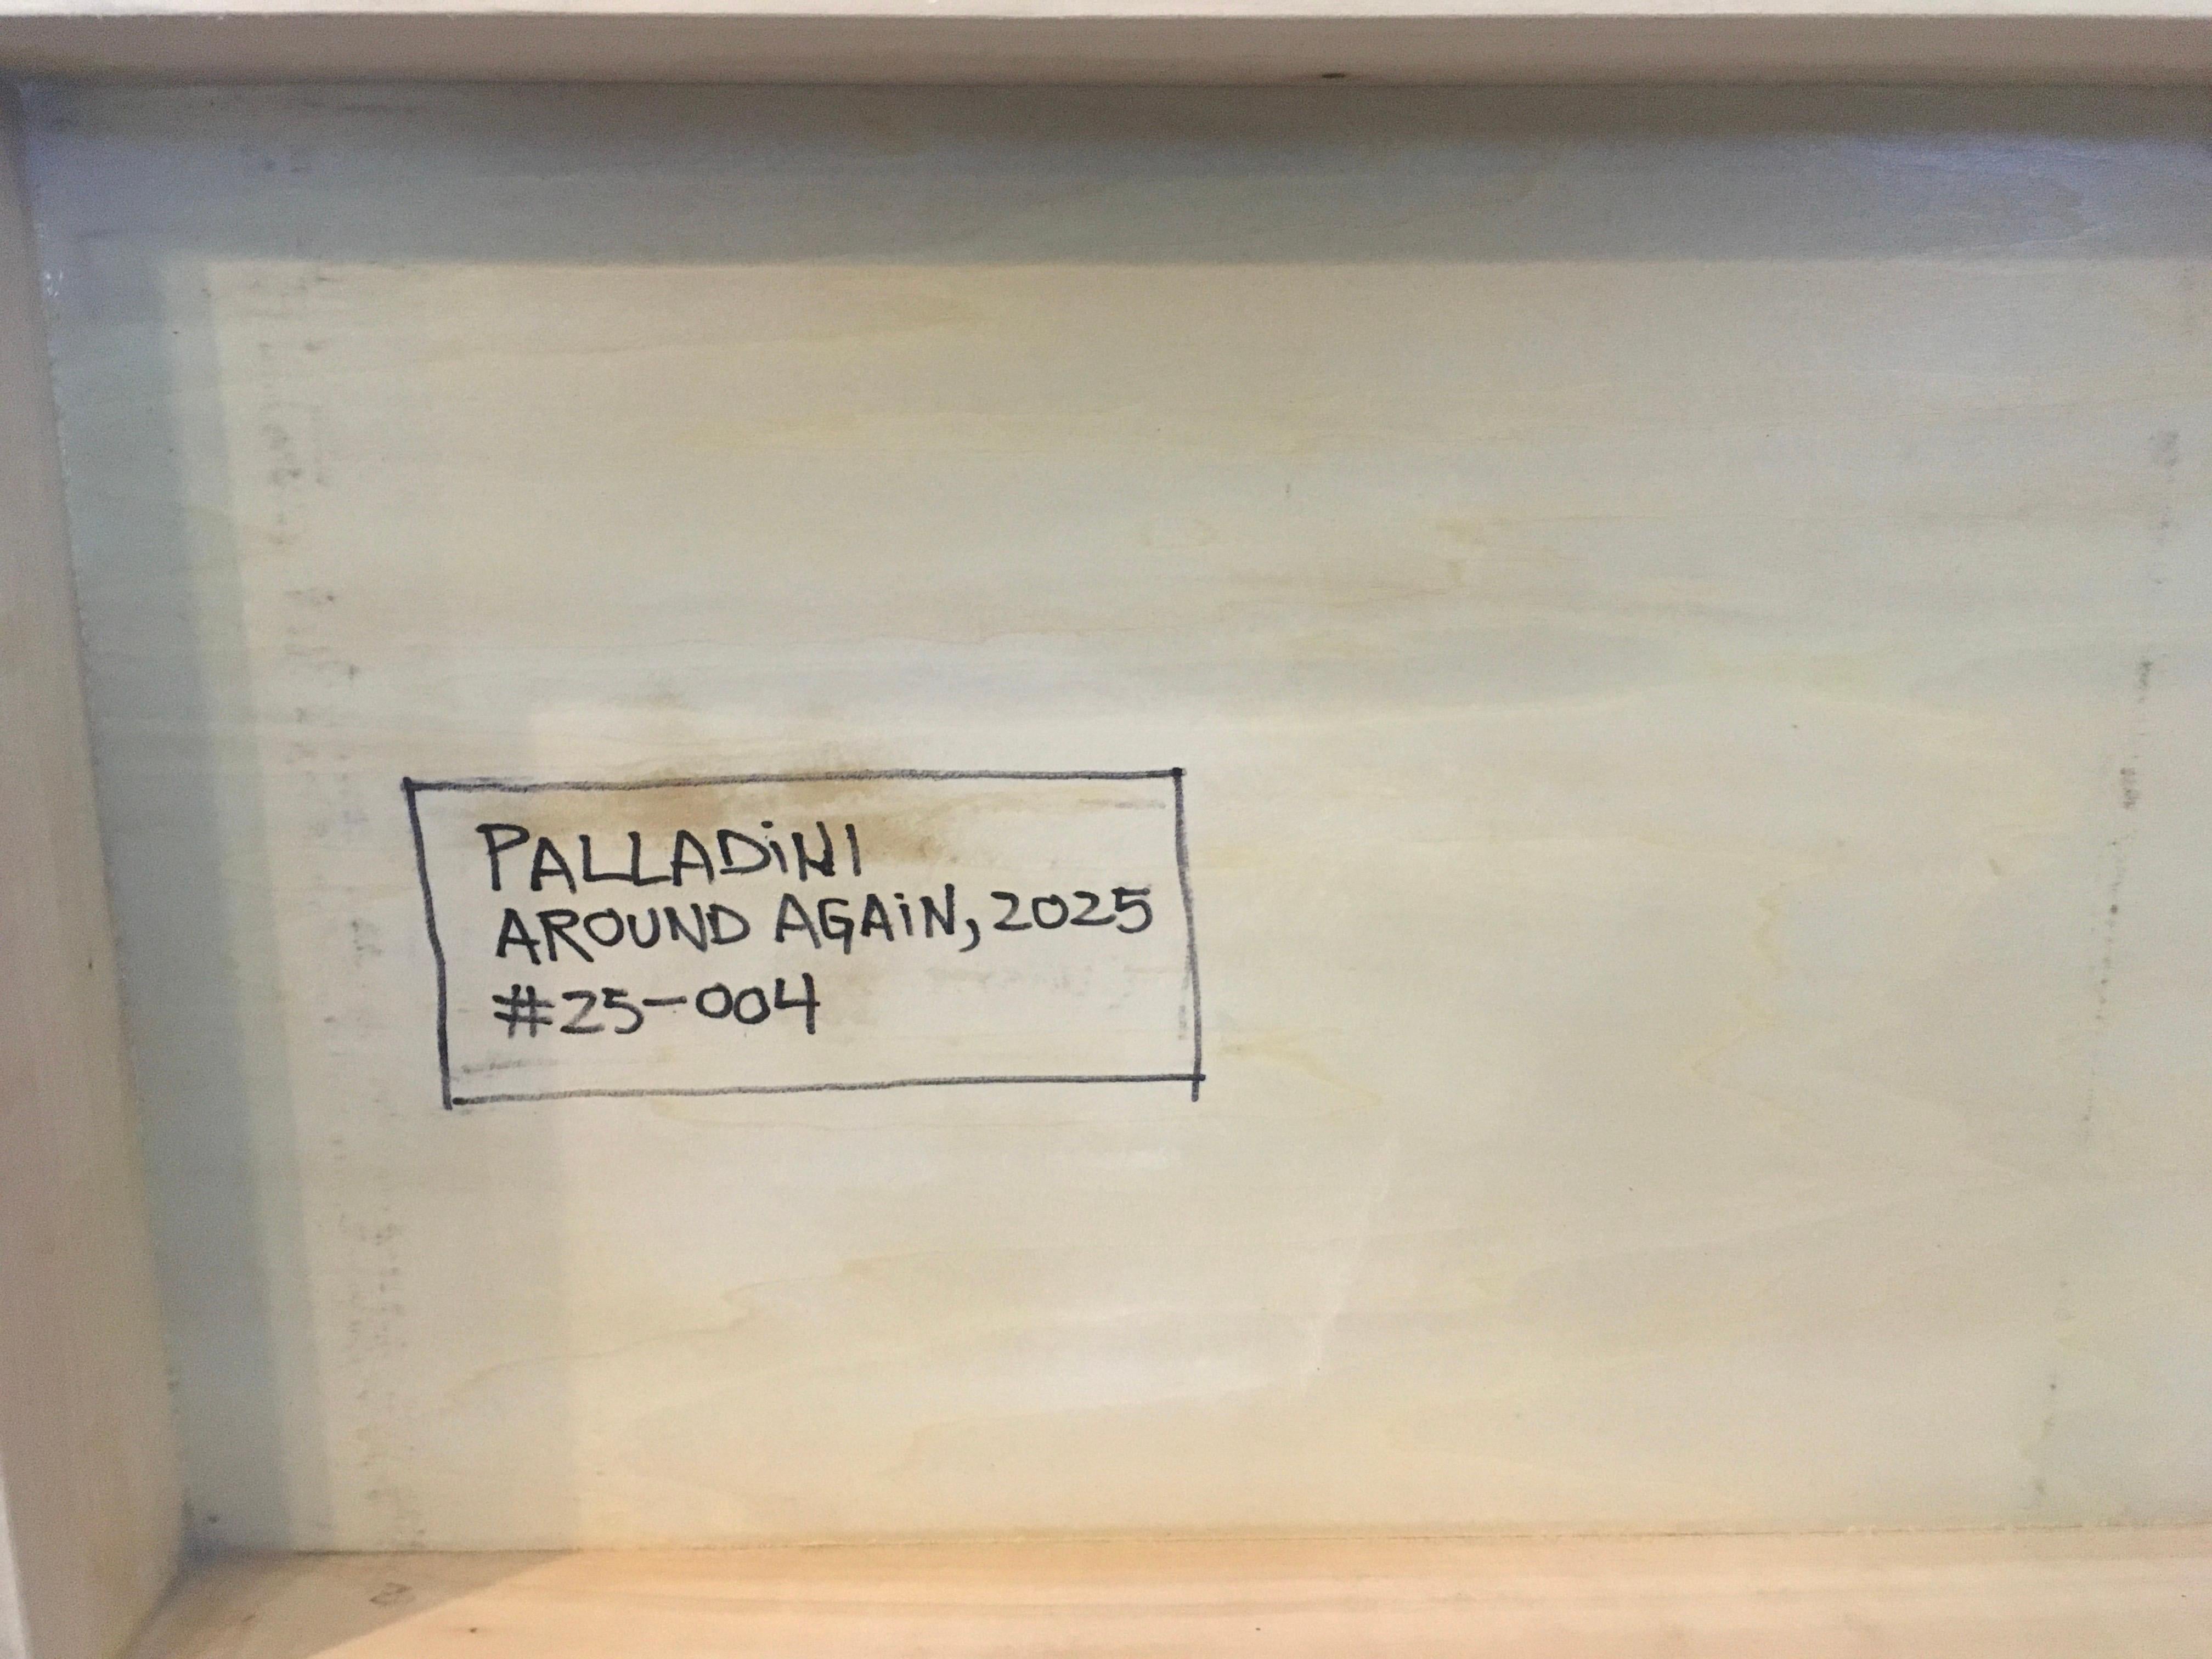 PALLADiNI
AROUND AGAiN, 2025
#25-004